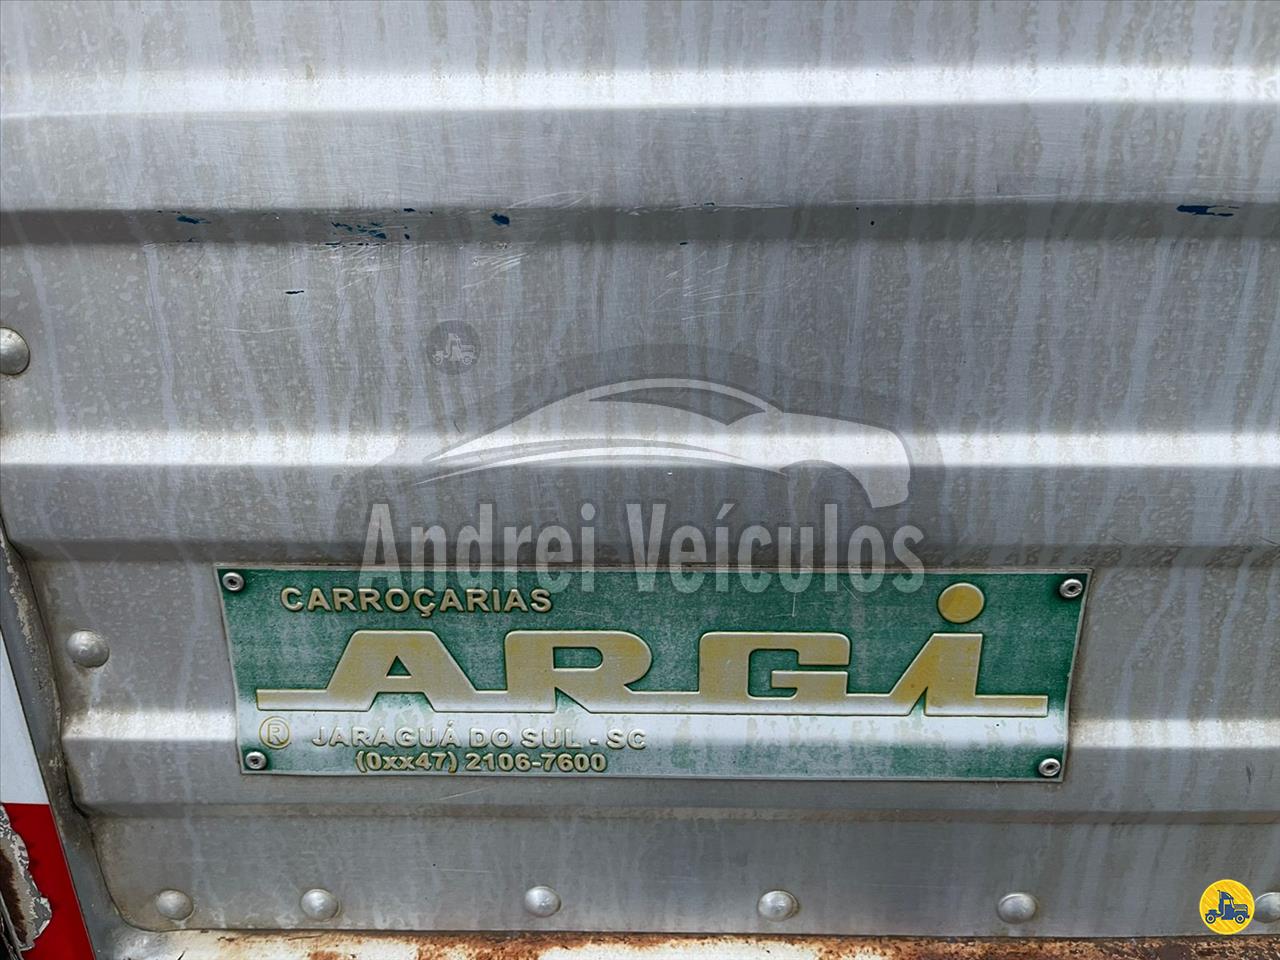 Andrei Veículos
CARROÇARIAS
ARGi
® JARAGUÁ DO SUL - SC
(0xx47) 2106-7600